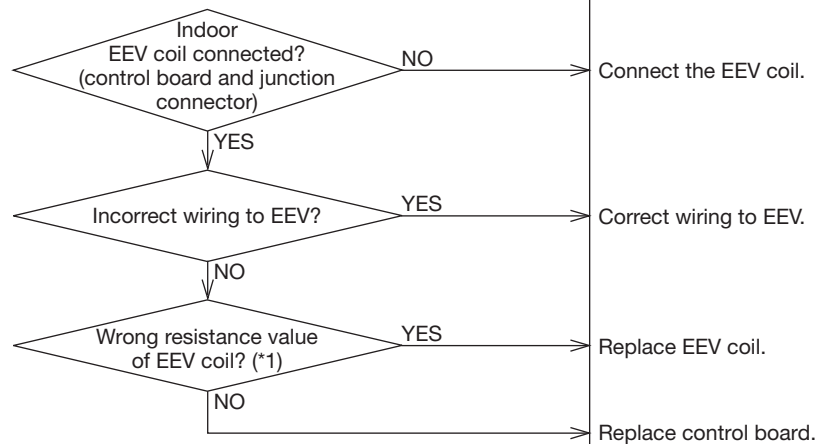 Indoor
EEV coil connected?
(control board and junction
connector)
NO
Connect the EEV coil.
YES
Incorrect wiring to EEV?
YES
Correct wiring to EEV.
NO
Wrong resistance value
of EEV coil? (*1)
YES
Replace EEV coil.
NO
Replace control board.